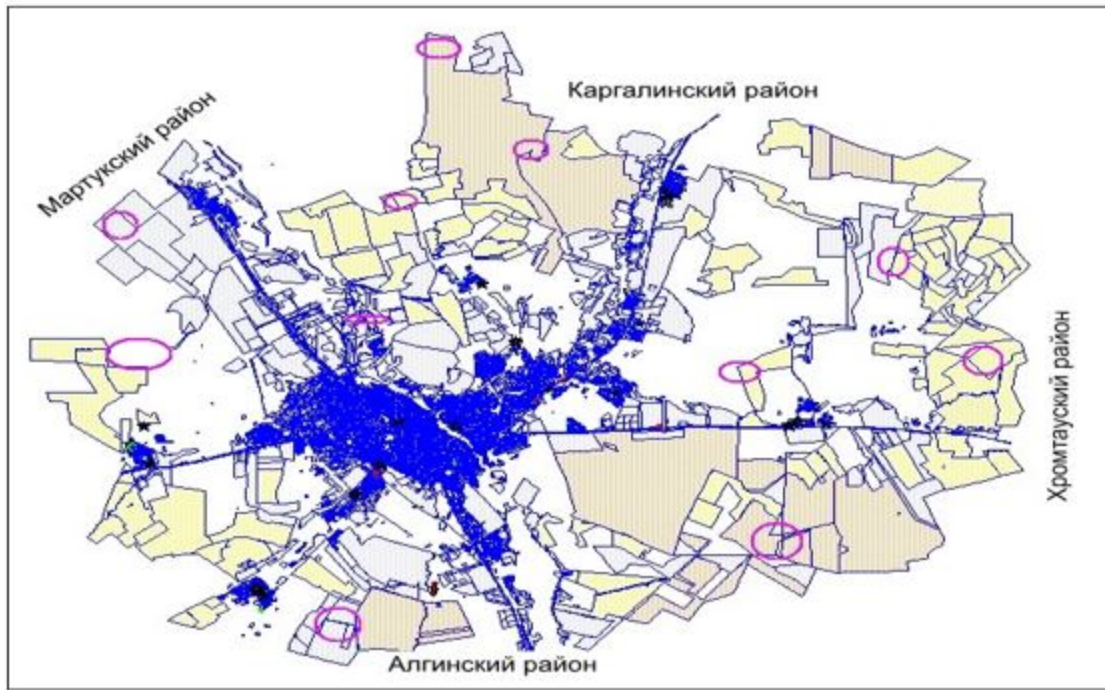 Каргалинский район
Мартукский район
Хромтауский район
Алгинский район